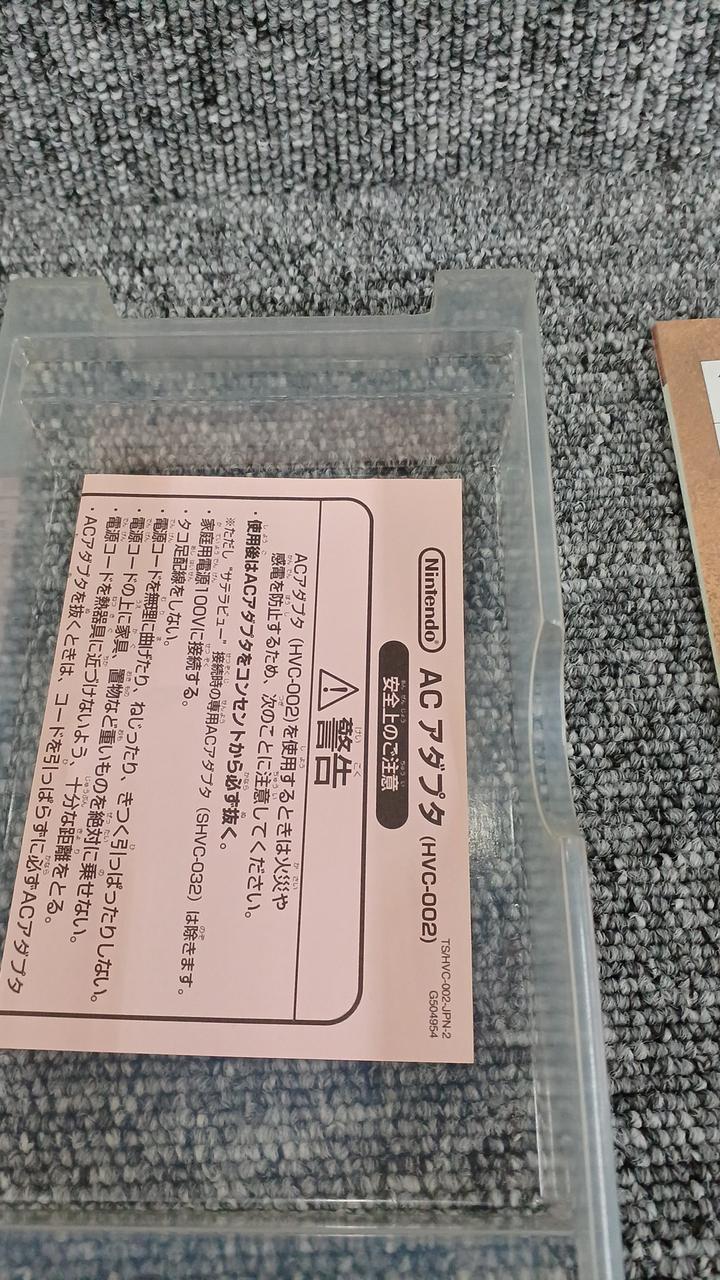 TS/HVC-002-JPN-2
G504954
Nintendo® AC アダプタ (HVC-002)
安全上のご注意
警告
ACアダプタ (HVC-002)を使用するときは火災や
感電を防止するため、次のことに注意してください。
・使用後はACアダプタをコンセントから必ず抜く。
※ただし“サテラビュー”接続時の専用ACアダプタ (SHVC-032) は除きます。
・家庭用電源100Vに接続する。
・タコ足配線をしない。
・電源コードを無理に曲げたり ねじったり、きつく引っぱったりしない。
・電源コードの上に家具、置物など重いものを絶対に乗せない。
・電源コードを熱器具に近づけないよう、十分な距離をとる。
・ACアダプタを抜くときは、コードを引っぱらずに必ずACアダプタ